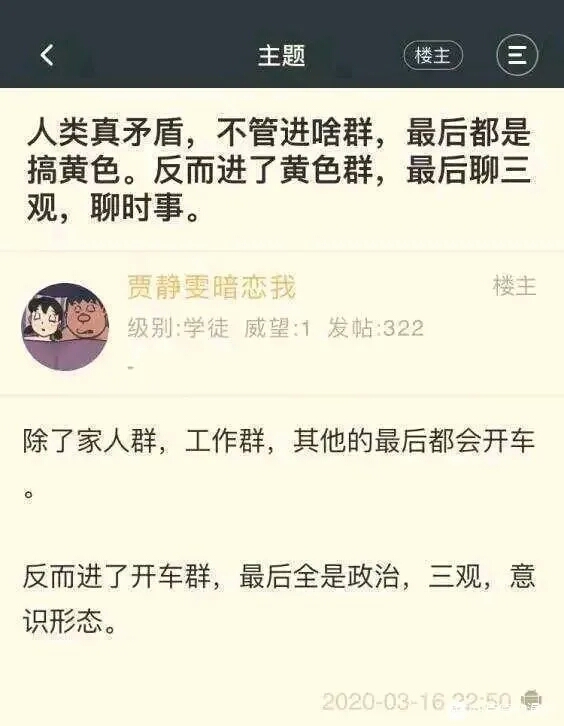 主题
楼主
人类真矛盾，不管进啥群，最后都是
搞黄色。反而进了黄色群，最后聊三
观，聊时事。
贾静雯暗恋我
楼主
级别:学徒 威望:1 发帖:322
-
除了家人群，工作群，其他的最后都会开车
。
反而进了开车群，最后全是政治，三观，意
识形态。
2020-03-16 22:50